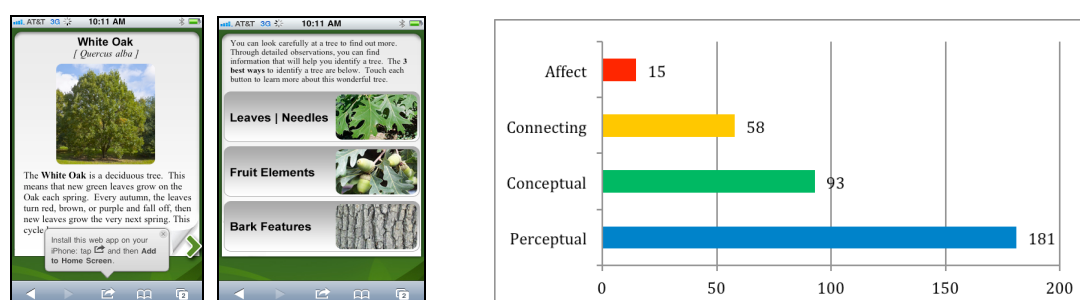 AT&T 3G 10:11 AM
White Oak
[ Quercus alba ]
The White Oak is a deciduous tree. This
means that new green leaves grow on the
Oak each spring. Every autumn, the leaves
turn red, brown, or purple and fall off, then
new leaves grow the very next spring. This
Install this web app on your
iPhone: tap and then Add
to Home Screen.
2
AT&T 3G 10:11 AM
You can look carefully at a tree to find out more.
Through detailed observations, you can find
information that will help you identify a tree. The 3
best ways to identify a tree are below. Touch each
button to learn more about this wonderful tree.
Leaves | Needles
Fruit Elements
Bark Features
2
Affect 15
Connecting 58
Conceptual 93
Perceptual 181
0 50 100 150 200